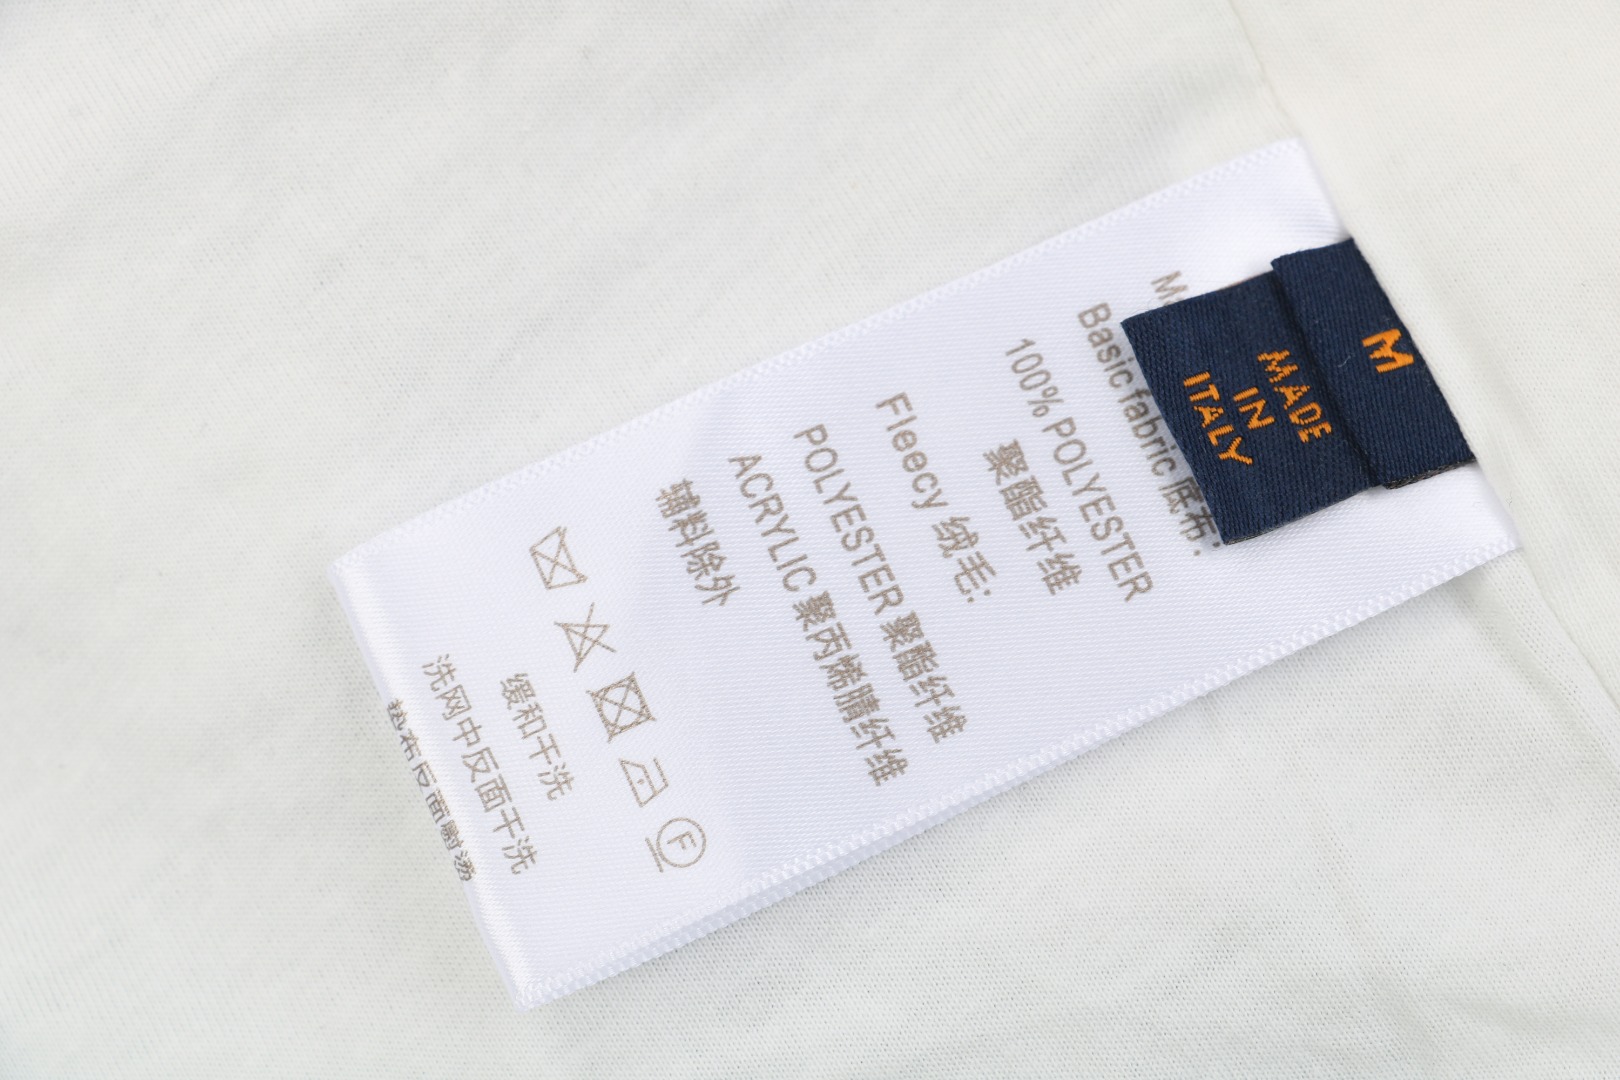 M
MADE
IN
ITALY
Basic fabric 底布:
100% POLYESTER
聚酯纤维
Fleecy 绒毛:
POLYESTER 聚酯纤维
ACRYLIC 聚丙烯腈纤维
辅料除外
F
缓和干洗
洗网中反面干洗
垫布反面熨烫